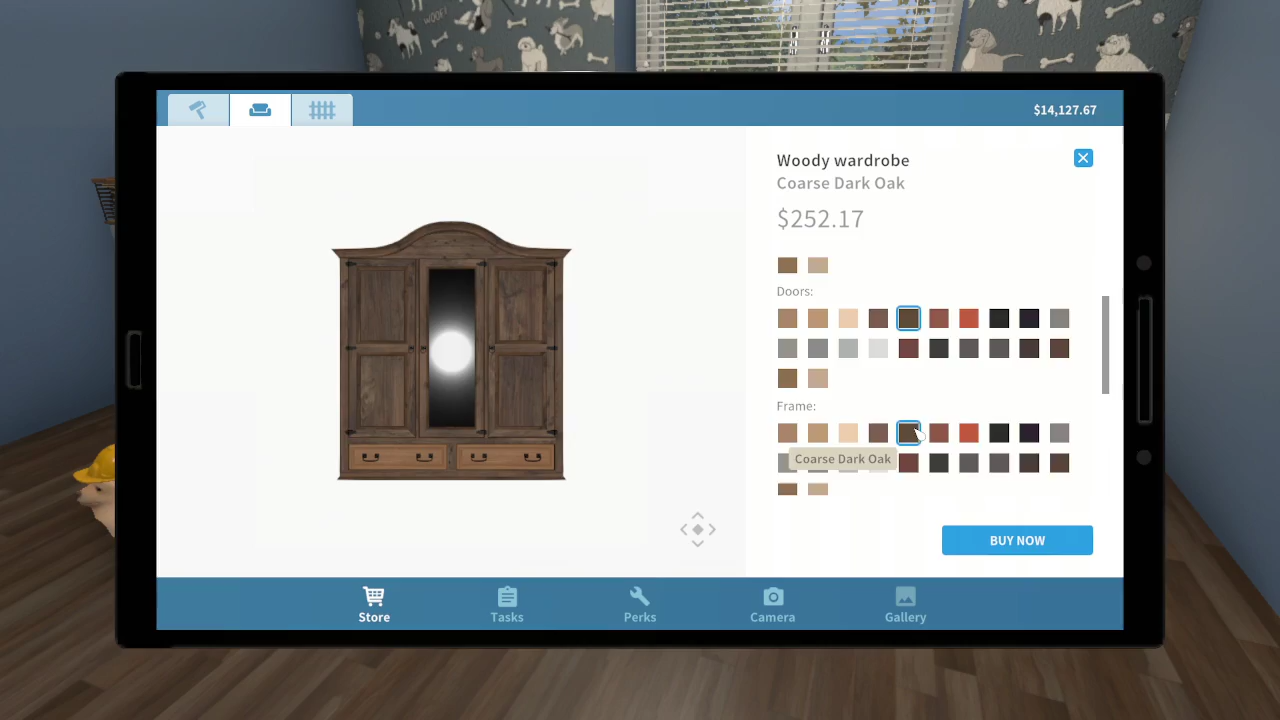 WOOF!
$14,127.67
Woody wardrobe
Coarse Dark Oak
$252.17
Doors:
Frame:
Coarse Dark Oak
BUY NOW
Store
Tasks
Perks
Camera
Gallery